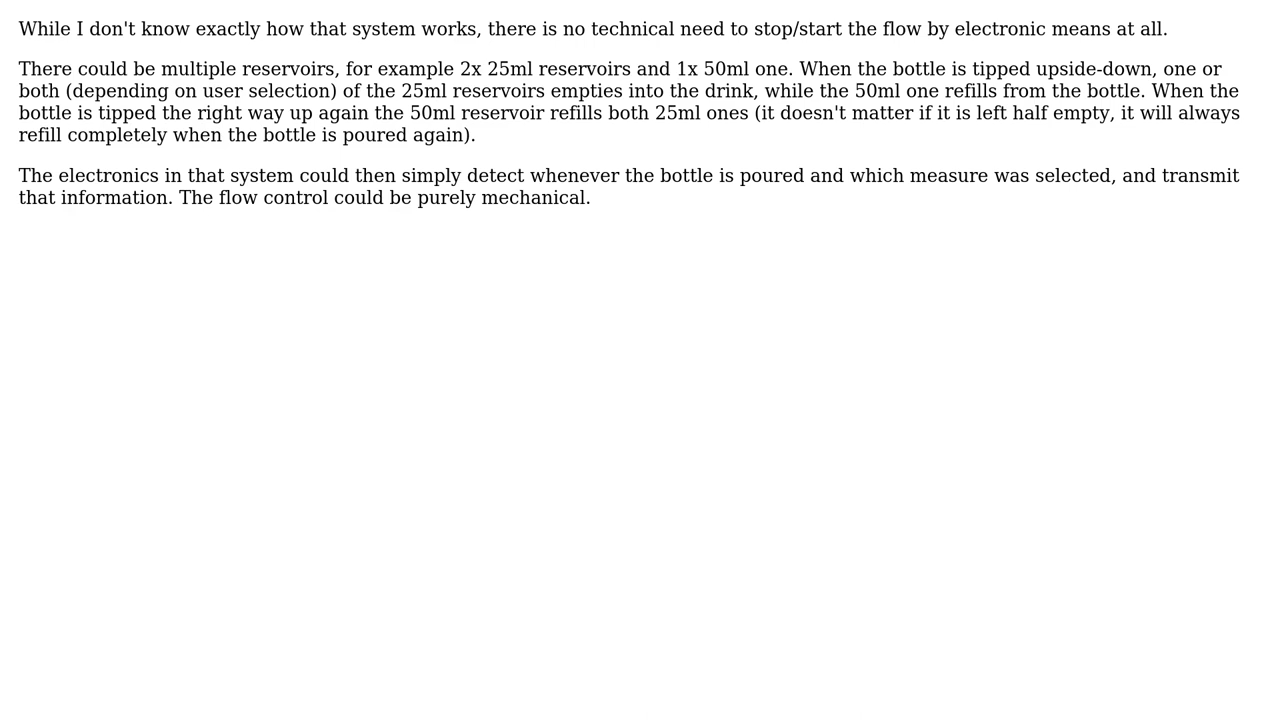 While I don't know exactly how that system works, there is no technical need to stop/start the flow by electronic means at all.
There could be multiple reservoirs, for example 2x 25ml reservoirs and 1x 50ml one. When the bottle is tipped upside-down, one or
both (depending on user selection) of the 25ml reservoirs empties into the drink, while the 50ml one refills from the bottle. When the
bottle is tipped the right way up again the 50ml reservoir refills both 25ml ones (it doesn't matter if it is left half empty, it will always
refill completely when the bottle is poured again).
The electronics in that system could then simply detect whenever the bottle is poured and which measure was selected, and transmit
that information. The flow control could be purely mechanical.